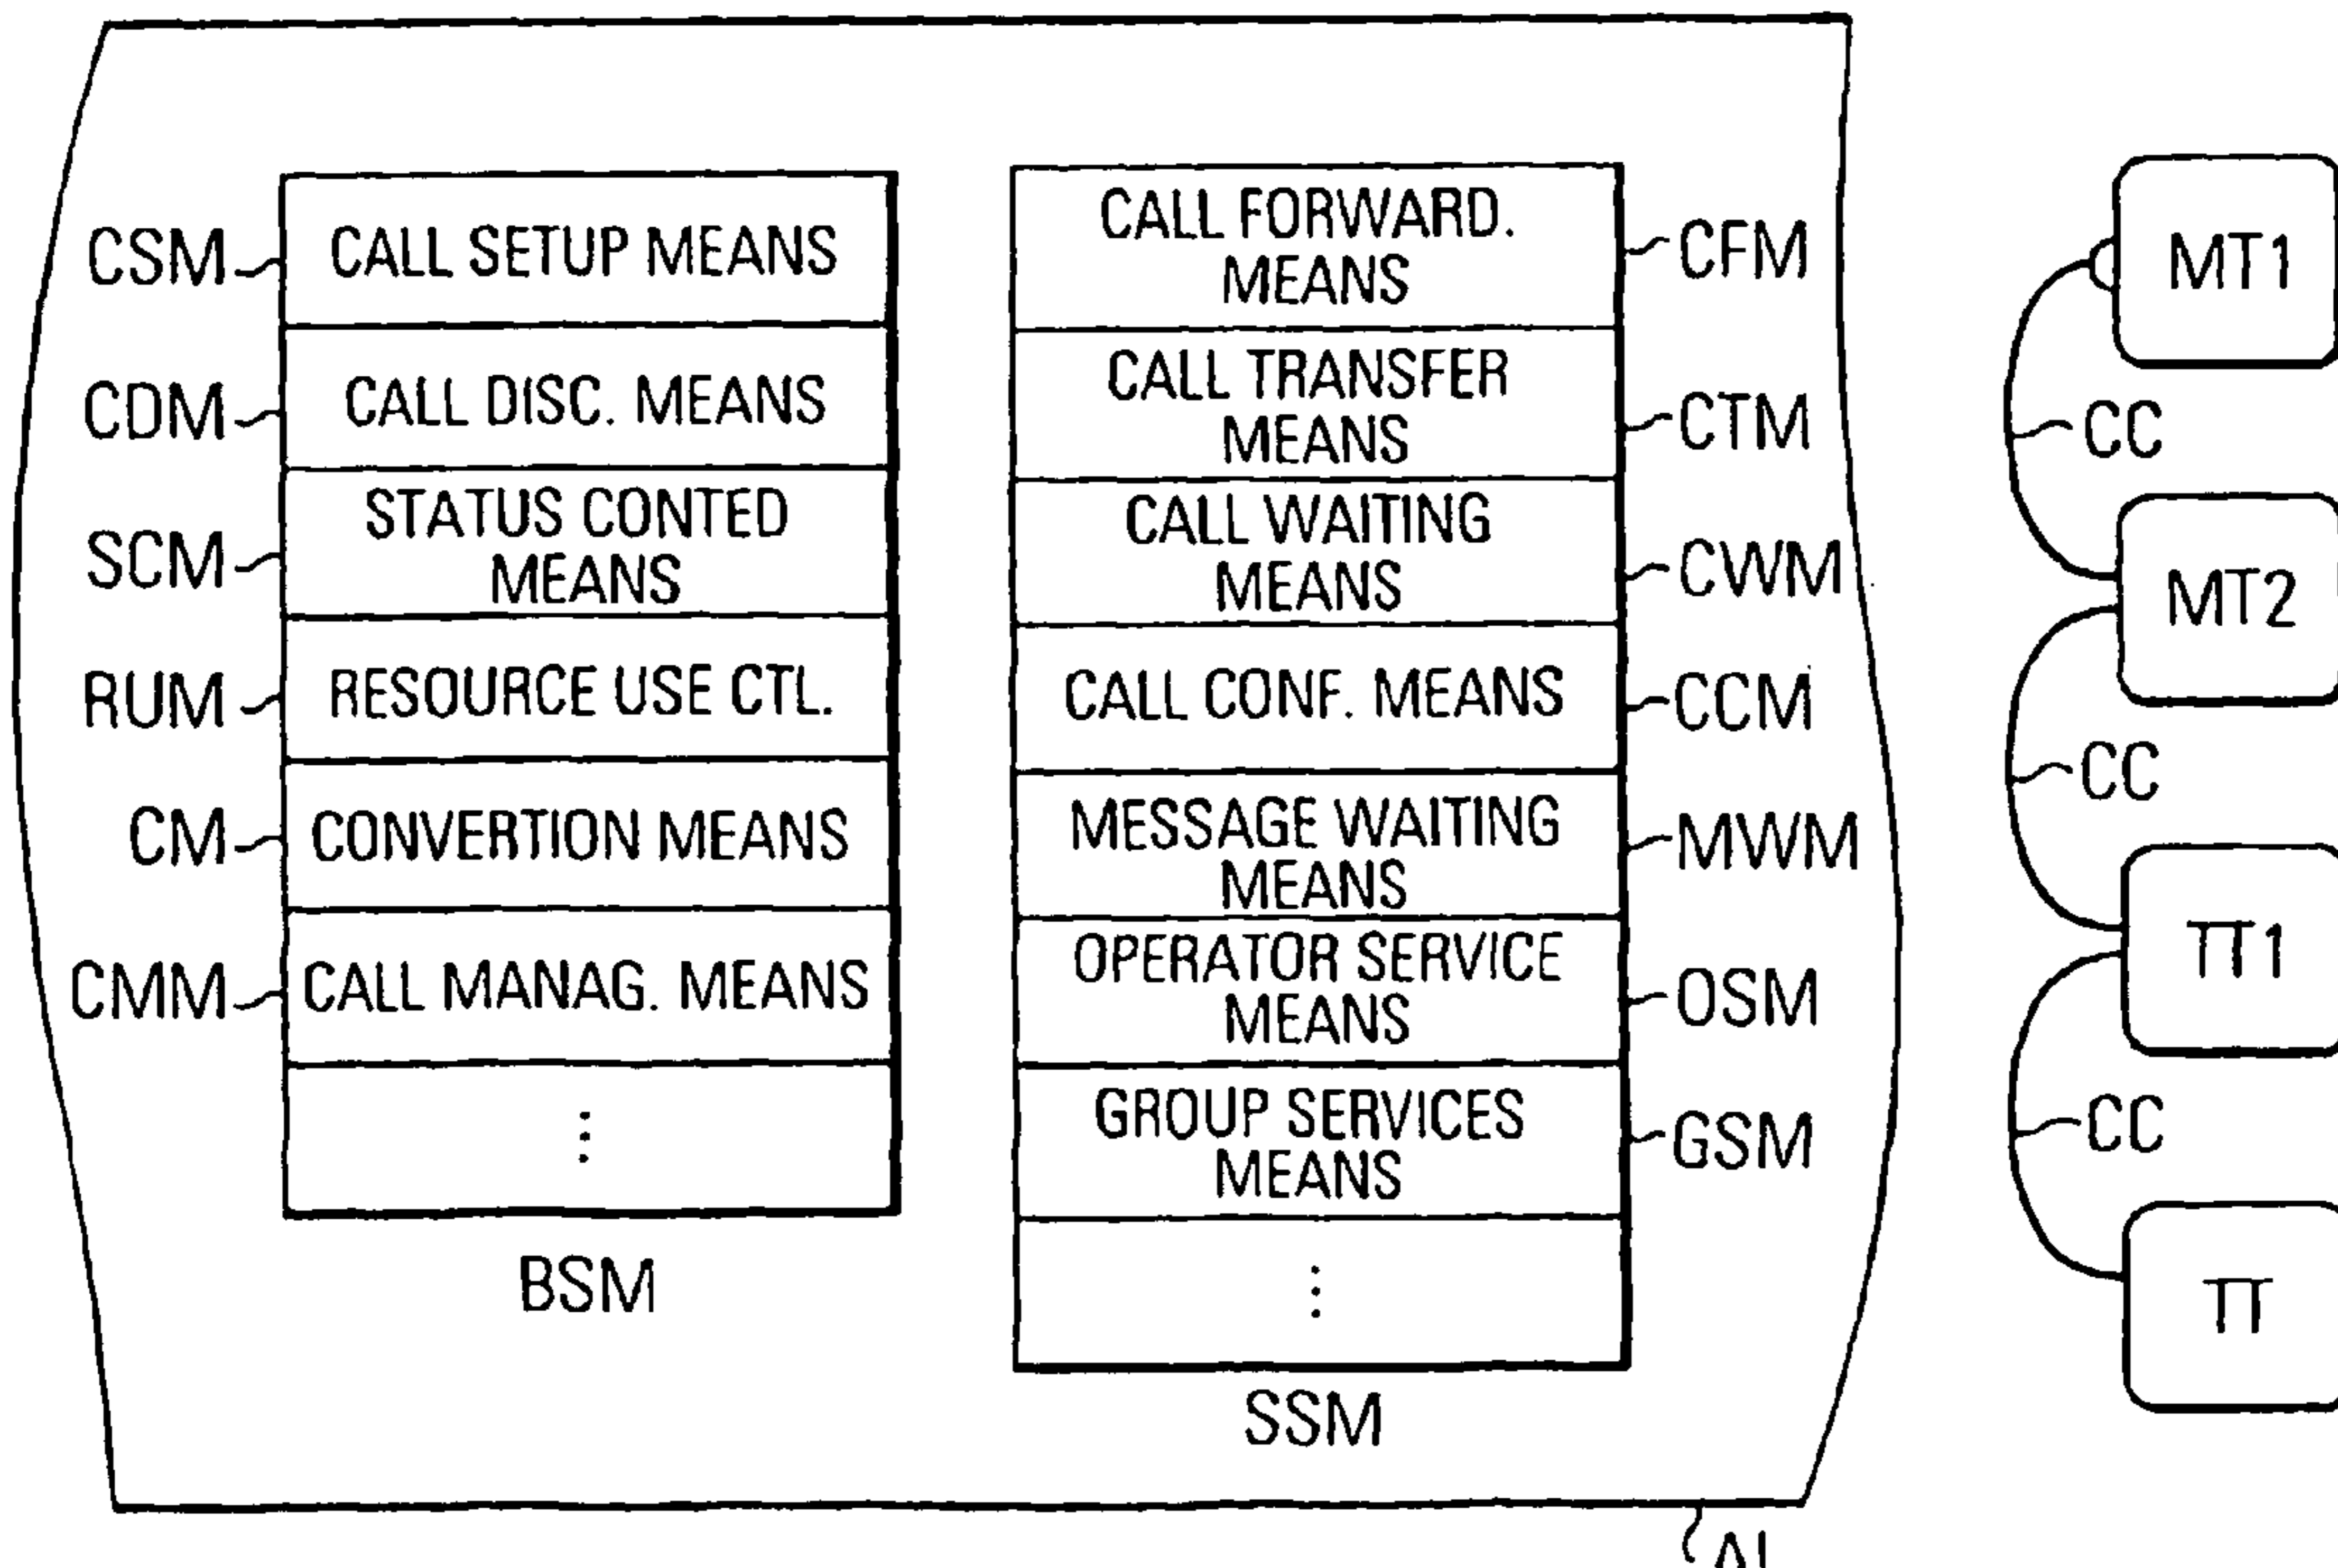 CSM
CALL SETUP MEANS
CDM
CALL DISC. MEANS
SCM
STATUS CONTED
MEANS
RUM
RESOURCE USE CTL.
CM
CONVERTION MEANS
CMM
CALL MANAG. MEANS
⋮
BSM
CALL FORWARD.
MEANS
CFM
CALL TRANSFER
MEANS
CTM
CALL WAITING
MEANS
CWM
CALL CONF. MEANS
CCM
MESSAGE WAITING
MEANS
MWM
OPERATOR SERVICE
MEANS
OSM
GROUP SERVICES
MEANS
GSM
⋮
SSM
MT1
CC
MT2
CC
TT1
CC
TT